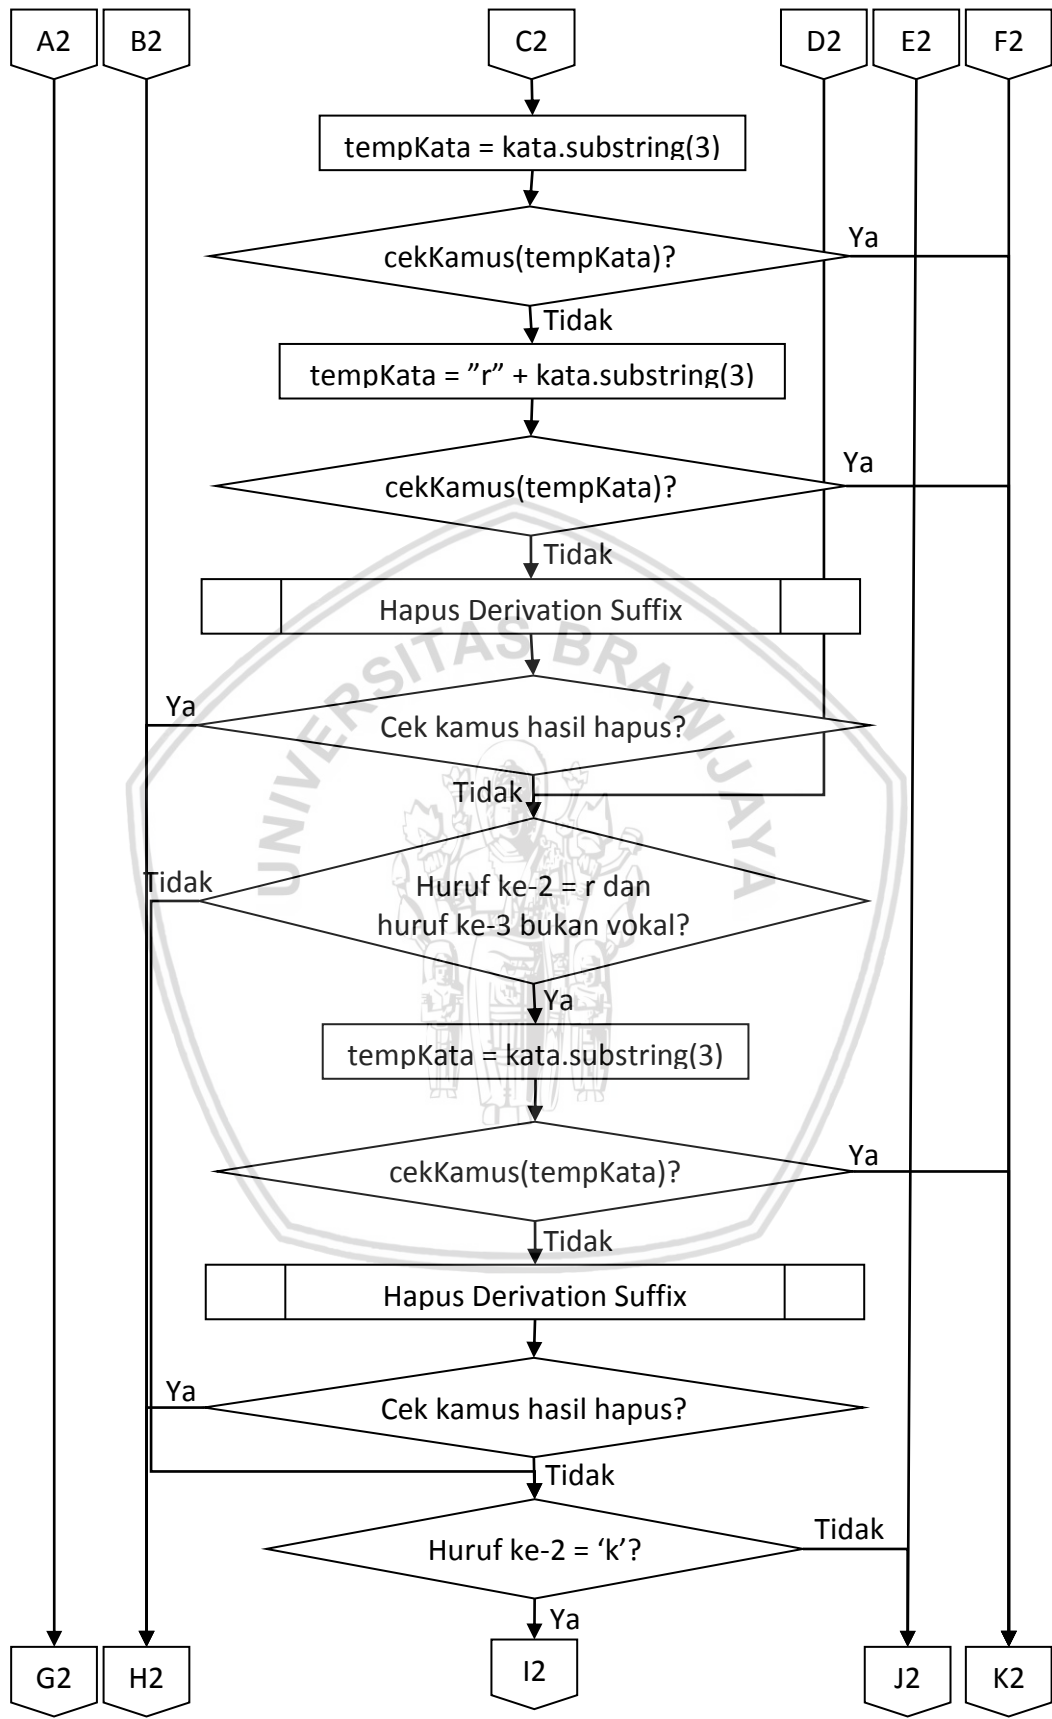 A2 B2 C2 D2 E2 F2
tempKata = kata.substring(3)
Ya
cekKamus(tempKata)?
Tidak
tempKata = ”r” + kata.substring(3)
Ya
cekKamus(tempKata)?
Tidak
Hapus Derivation Suffix
UNIVERSITAS BRAWIJAYA
Ya
Cek kamus hasil hapus?
Tidak
Tidak
Huruf ke-2 = r dan
huruf ke-3 bukan vokal?
Ya
tempKata = kata.substring(3)
Ya
cekKamus(tempKata)?
Tidak
Hapus Derivation Suffix
Ya
Cek kamus hasil hapus?
Tidak
Tidak
Huruf ke-2 = ‘k’?
Ya
G2 H2 I2 J2 K2